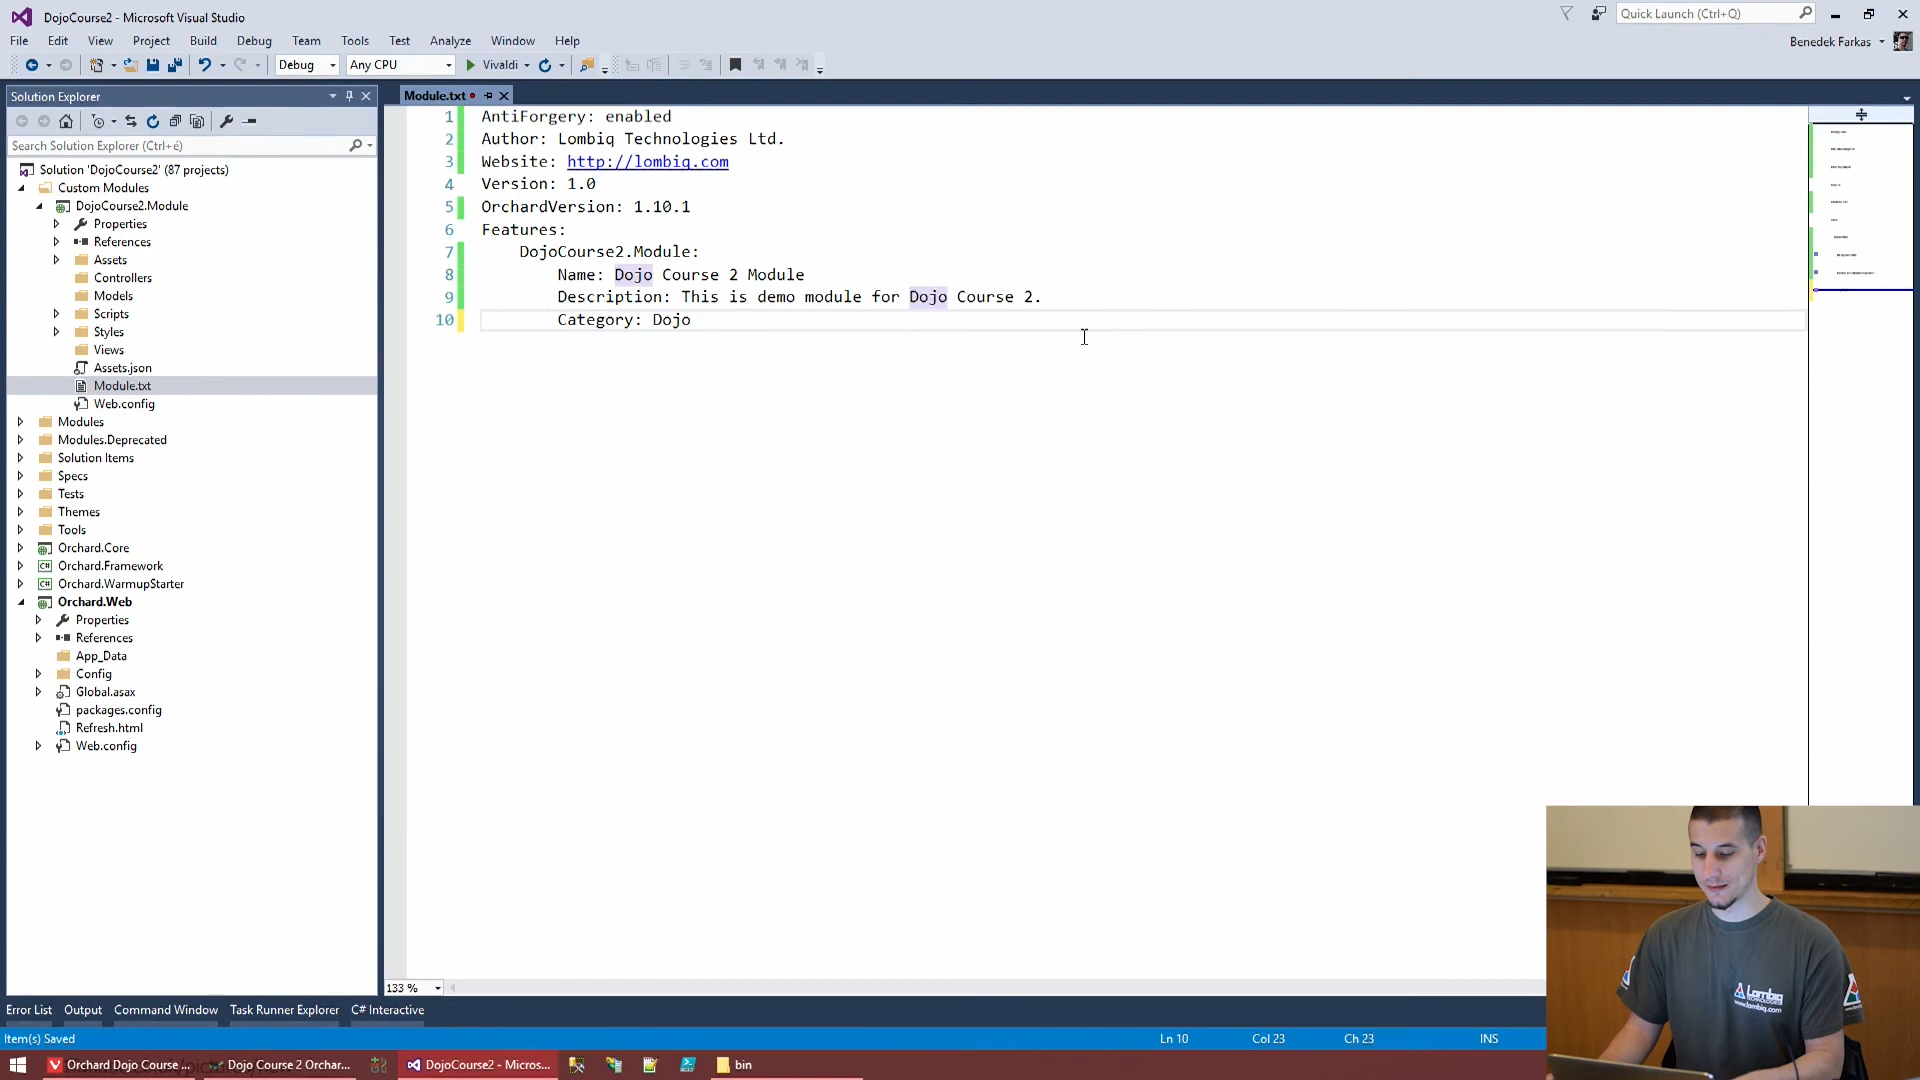 DojoCourse2 - Microsoft Visual Studio
Quick Launch (Ctrl+Q)
File Edit View Project Build Debug Team Tools Test Analyze Window Help
Benedek Farkas
Debug Any CPU Vivaldi
Solution Explorer
Search Solution Explorer (Ctrl+é)
Solution 'DojoCourse2' (87 projects)
Custom Modules
DojoCourse2.Module
Properties
References
Assets
Controllers
Models
Scripts
Styles
Views
Assets.json
Module.txt
Web.config
Modules
Modules.Deprecated
Solution Items
Specs
Tests
Themes
Tools
Orchard.Core
Orchard.Framework
Orchard.WarmupStarter
Orchard.Web
Properties
References
App_Data
Config
Global.asax
packages.config
Refresh.html
Web.config
Module.txt
1 AntiForgery: enabled
2 Author: Lombiq Technologies Ltd.
3 Website: http://lombiq.com
4 Version: 1.0
5 OrchardVersion: 1.10.1
6 Features:
7 DojoCourse2.Module:
8 Name: Dojo Course 2 Module
9 Description: This is demo module for Dojo Course 2.
10 Category: Dojo
133 %
Error List Output Command Window Task Runner Explorer C# Interactive
Item(s) Saved Ln 10 Col 23 Ch 23 INS
Orchard Dojo Course ... Dojo Course 2 Orchar... DojoCourse2 - Micros... bin
Lombiq
TECHNOLOGIES
www.lombiq.com